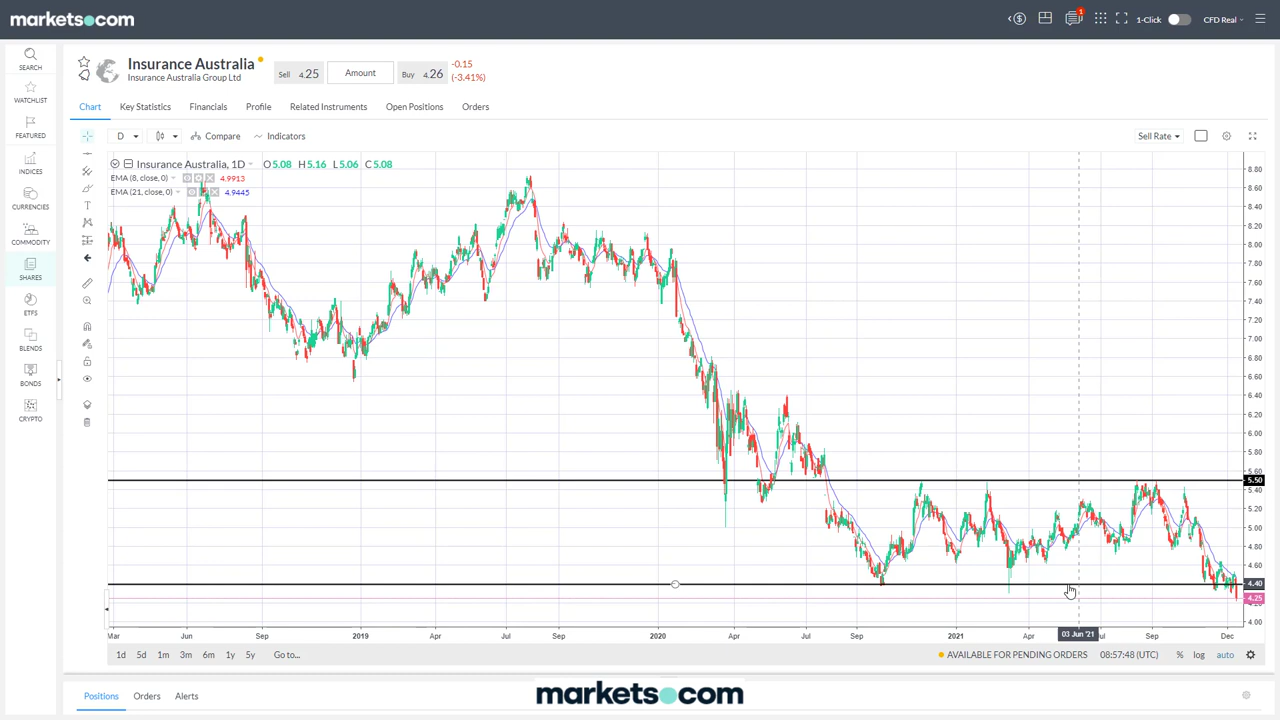 markets.com
1
1-Click
CFD Real
SEARCH
WATCHLIST
FEATURED
INDICES
CURRENCIES
COMMODITY
SHARES
ETFS
BLENDS
BONDS
CRYPTO
Insurance Australia
Insurance Australia Group Ltd
Sell 4.25
Amount
Buy 4.26
-0.15
(-3.41%)
Chart
Key Statistics
Financials
Profile
Related Instruments
Open Positions
Orders
D
Compare
Indicators
Sell Rate
Insurance Australia, 1D O5.08 H5.16 L5.06 C5.08
EMA (8, close, 0) 4.9913
EMA (21, close, 0) 4.9445
8.80
8.60
8.40
8.20
8.00
7.80
7.60
7.40
7.20
7.00
6.80
6.60
6.40
6.20
6.00
5.80
5.60
5.50
5.40
5.20
5.00
4.80
4.60
4.40
4.25
4.00
Mar
Jun
Sep
2019
Apr
Jul
Sep
2020
Apr
Jul
Sep
2021
Apr
03 Jun '21
Jul
Sep
Dec
1d 5d 1m 3m 6m 1y 5y Go to...
AVAILABLE FOR PENDING ORDERS
08:57:48 (UTC)
% log auto
Positions
Orders
Alerts
markets.com